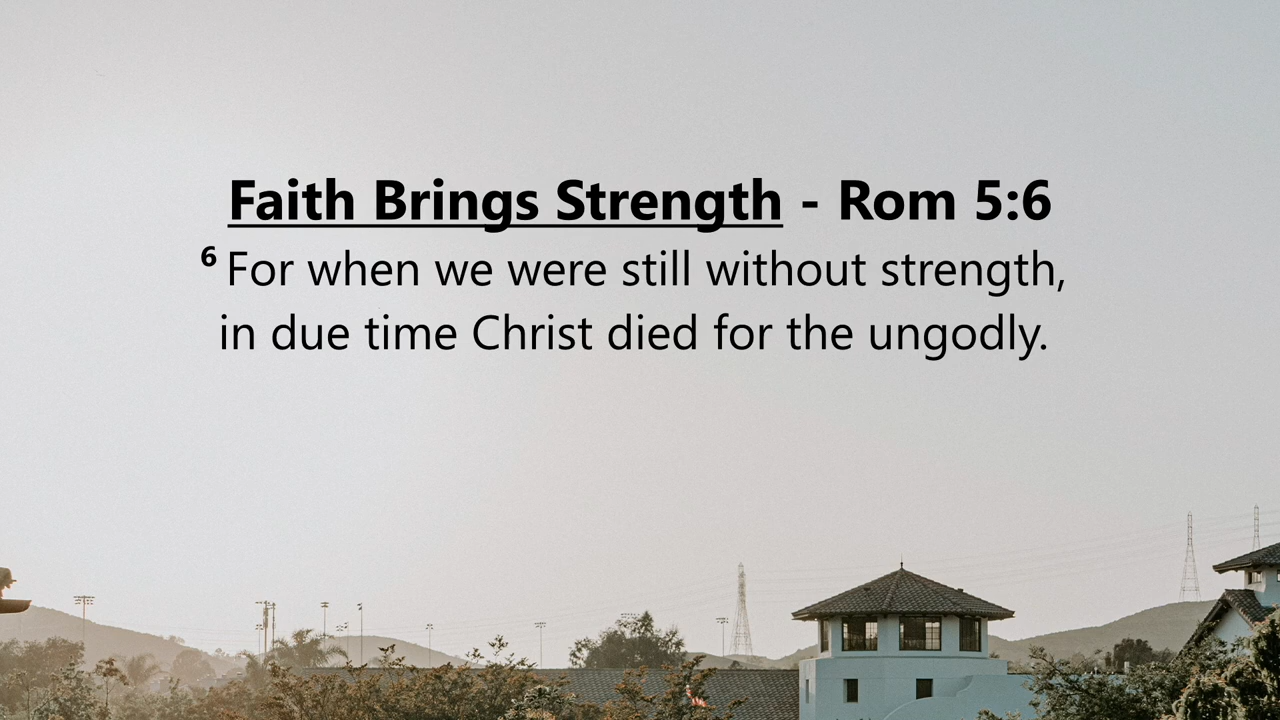 Faith Brings Strength - Rom 5:6
6 For when we were still without strength,
in due time Christ died for the ungodly.